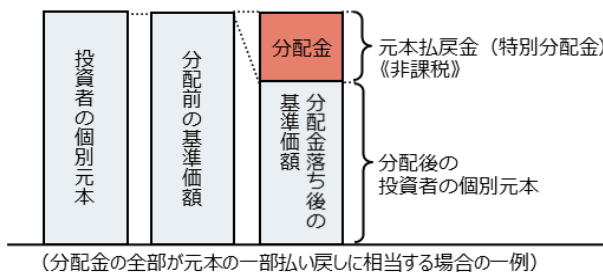 投資者の個別元本
分配前の基準価額
分配金
分配金落ち後の
基準価額
元本払戻金（特別分配金）
《非課税》
分配後の
投資者の個別元本
（分配金の全部が元本の一部払い戻しに相当する場合の一例）